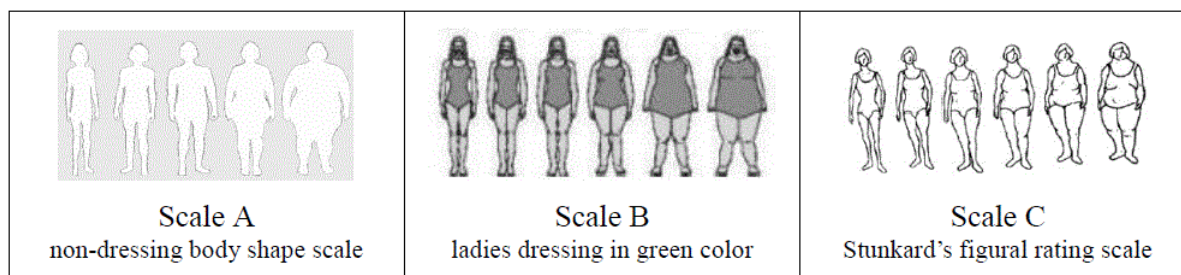 Scale A
non-dressing body shape scale
Scale B
ladies dressing in green color
Scale C
Stunkard's figural rating scale